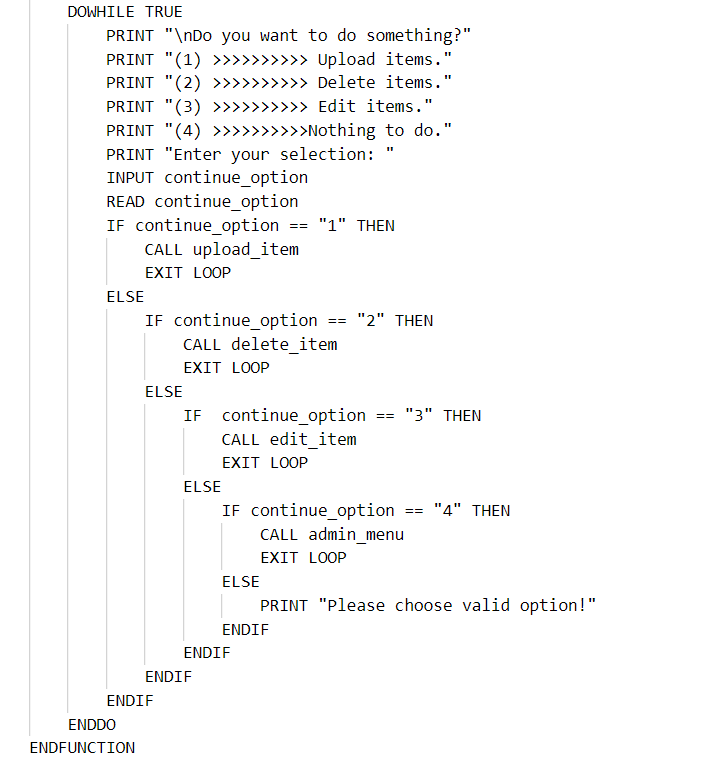 DOWHILE TRUE
PRINT "\nDo you want to do something?"
PRINT "(1) >>>>>>>>>> Upload items."
PRINT "(2) >>>>>>>>>> Delete items."
PRINT "(3) >>>>>>>>>> Edit items."
PRINT "(4) >>>>>>>>>>Nothing to do."
PRINT "Enter your selection: "
INPUT continue_option
READ continue_option
IF continue_option == "1" THEN
CALL upload_item
EXIT LOOP
ELSE
IF continue_option == "2" THEN
CALL delete_item
EXIT LOOP
ELSE
IF  continue_option == "3" THEN
CALL edit_item
EXIT LOOP
ELSE
IF continue_option == "4" THEN
CALL admin_menu
EXIT LOOP
ELSE
PRINT "Please choose valid option!"
ENDIF
ENDIF
ENDIF
ENDIF
ENDDO
ENDFUNCTION